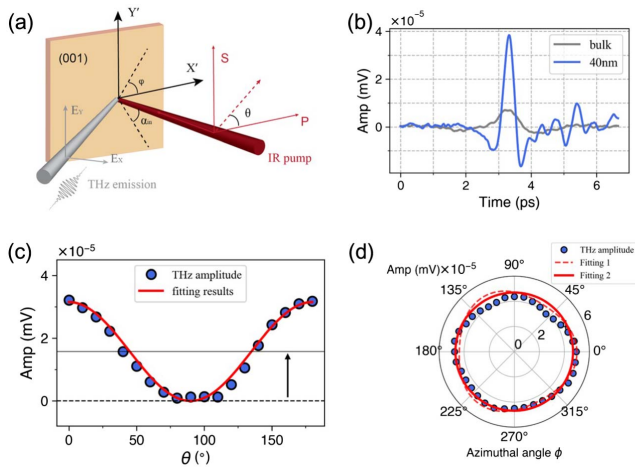 (a)
Y'
(001)
X'
S
φ
α_in
θ
P
E_Y
E_X
IR pump
THz emission
(b)
×10⁻⁵
Amp (mV)
4
2
0
0
2
4
6
Time (ps)
bulk
40nm
(c)
×10⁻⁵
Amp (mV)
4
2
0
0
50
100
150
θ (°)
THz amplitude
fitting results
(d)
THz amplitude
Fitting 1
Fitting 2
Amp (mV)×10⁻⁵
90°
135°
45°
6
2
0
180°
0°
225°
315°
270°
Azimuthal angle ϕ